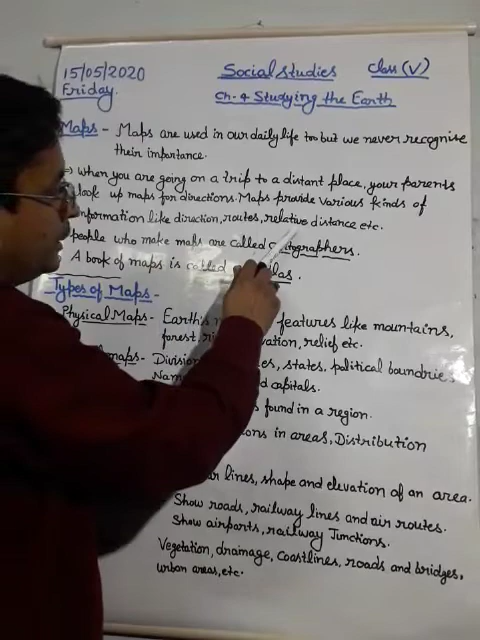 15/05/2020 Social studies Class (V)
Friday. Ch-4 Studying the Earth
Maps - Maps are used in our daily life too but we never recognise
their importance.
⇒ When you are going on a trip to a distant place, your parents
look up maps for directions. Maps provide various kinds of
information like direction, routes, relative distance etc.
people who make maps are called cartographers.
A book of maps is called
Types of Maps -
Physical Maps - Earth's features like mountains,
forest, relief etc.
maps - Division states, political boundries
Nam capitals.
found in a region.
in areas, Distribution
lines, shape and elevation of an area.
Show roads, railway lines and air routes.
Show airports, railway Junctions.
Vegetation, drainage, Coastlines, roads and bridges,
urban areas, etc.